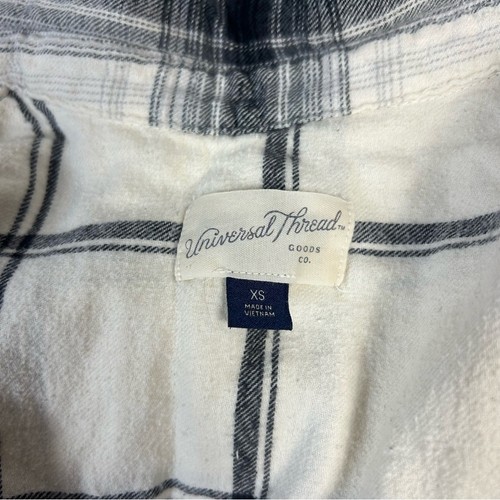 Universal Thread™
GOODS
CO.
XS
MADE IN
VIETNAM